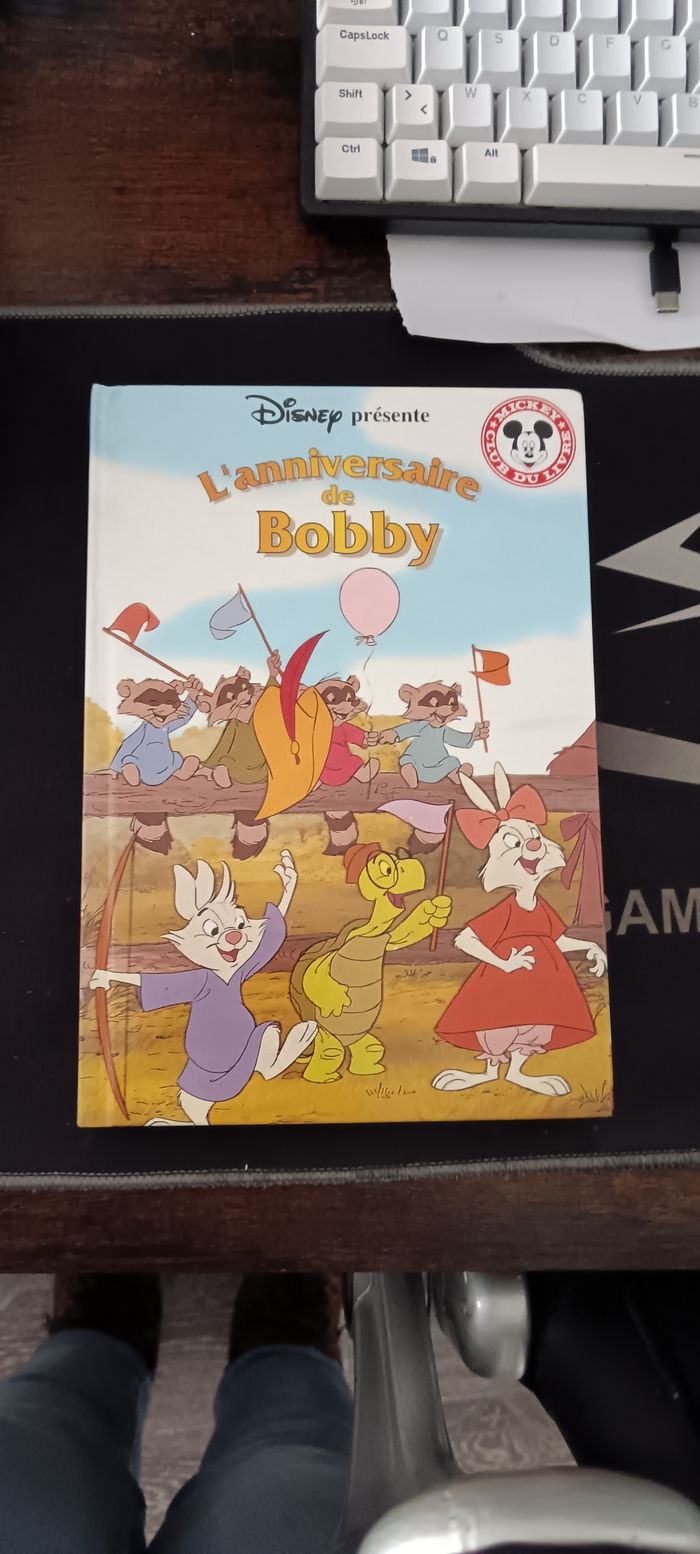 CapsLock
Q
S
D
F
G
Shift
>
<
W
X
C
V
B
Ctrl
Alt
Disney présente
MICKEY
CLUB DU LIVRE
L'anniversaire
de
Bobby
GAM